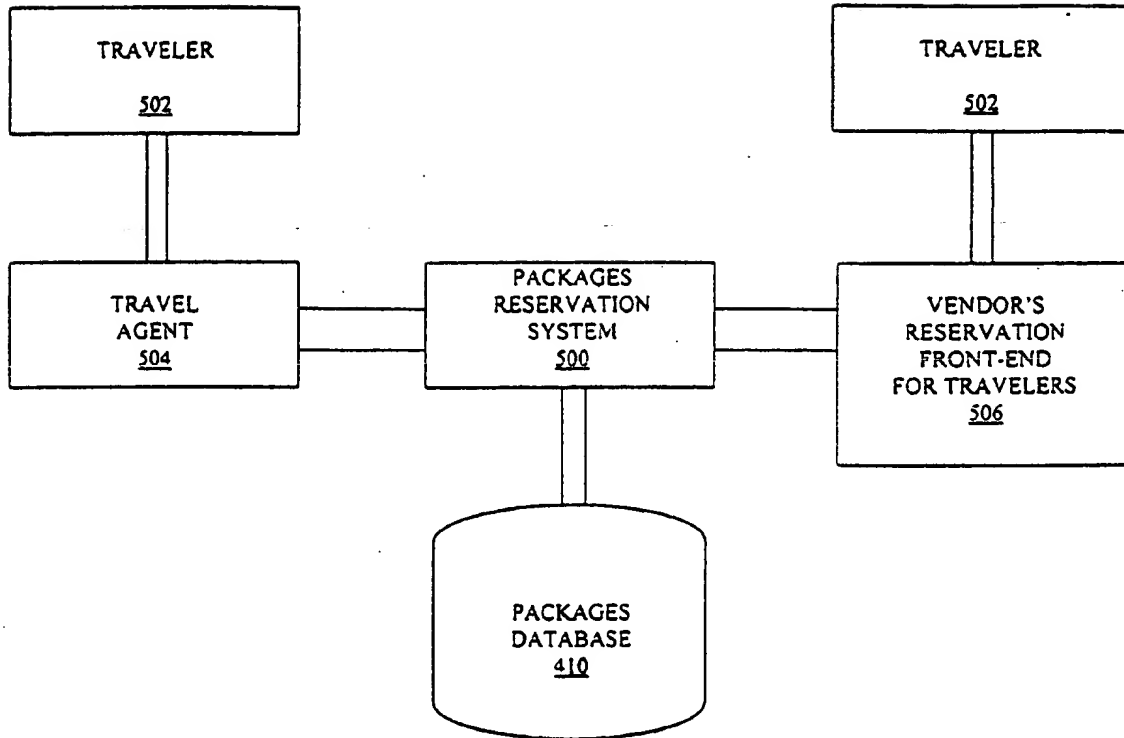 TRAVELER
502
TRAVELER
502
TRAVEL
AGENT
504
PACKAGES
RESERVATION
SYSTEM
500
VENDOR'S
RESERVATION
FRONT-END
FOR TRAVELERS
506
PACKAGES
DATABASE
410